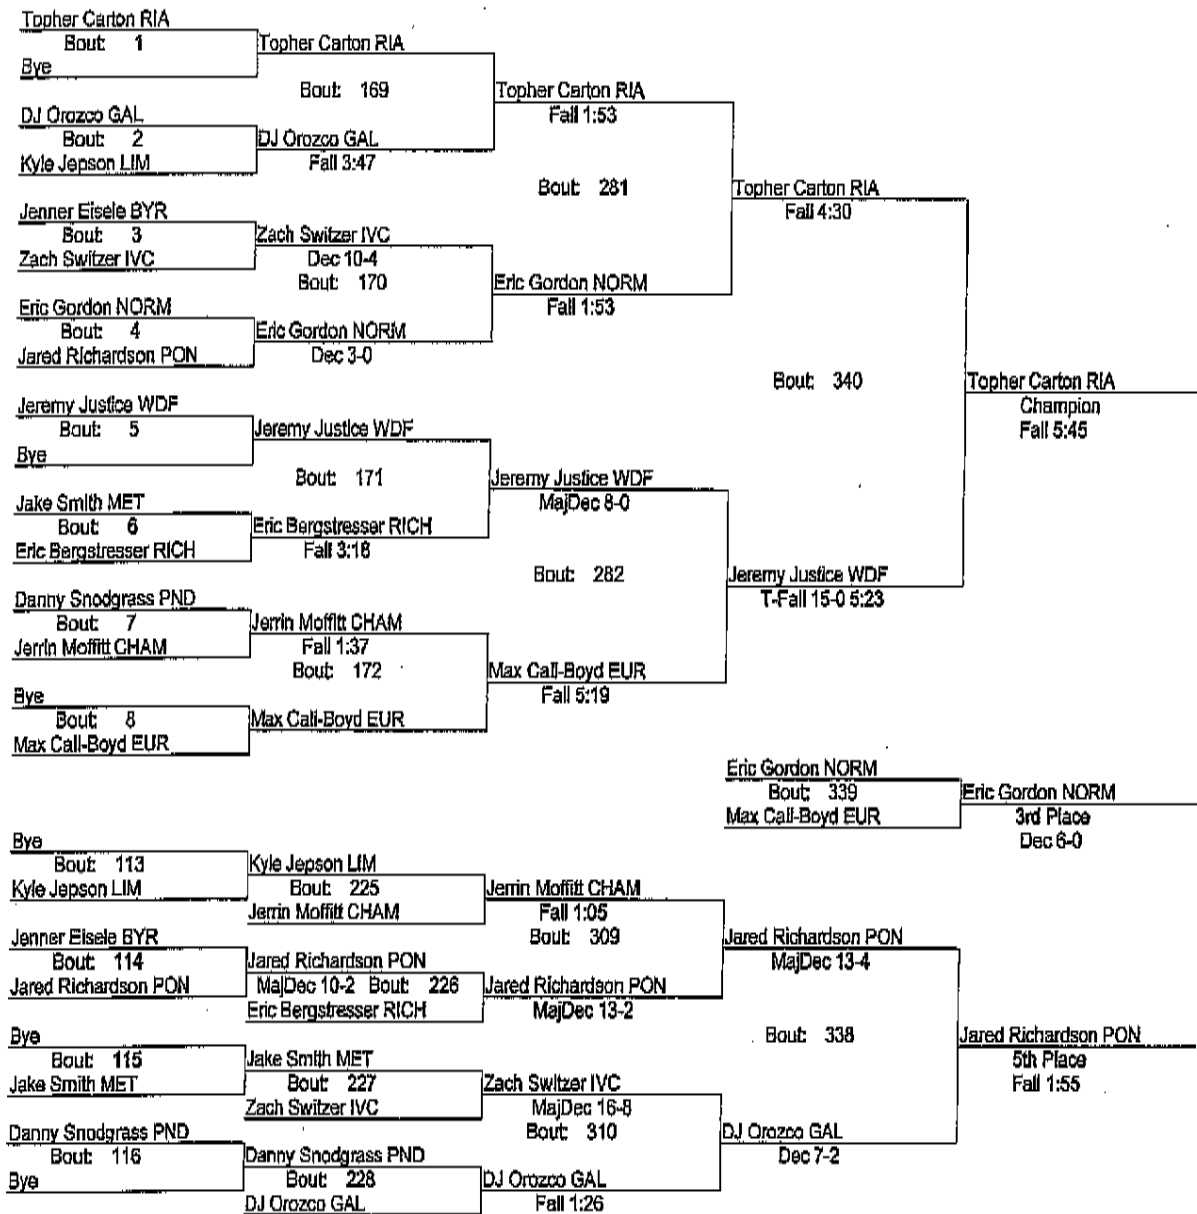 Topher Carton RIA
Bout: 1
Bye
Topher Carton RIA
Bout: 169
DJ Orozco GAL
Bout: 2
Kyle Jepson LIM
DJ Orozco GAL
Fall 3:47
Topher Carton RIA
Fall 1:53
Bout: 281
Jenner Eisele BYR
Bout: 3
Zach Switzer IVC
Zach Switzer IVC
Dec 10-4
Bout: 170
Eric Gordon NORM
Bout: 4
Jared Richardson PON
Eric Gordon NORM
Dec 3-0
Eric Gordon NORM
Fall 1:53
Topher Carton RIA
Fall 4:30
Bout: 340
Topher Carton RIA
Champion
Fall 5:45
Jeremy Justice WDF
Bout: 5
Bye
Jeremy Justice WDF
Bout: 171
Jake Smith MET
Bout: 6
Eric Bergstresser RICH
Eric Bergstresser RICH
Fall 3:18
Jeremy Justice WDF
MajDec 8-0
Bout: 282
Danny Snodgrass PND
Bout: 7
Jerrin Moffitt CHAM
Jerrin Moffitt CHAM
Fall 1:37
Bout: 172
Bye
Bout: 8
Max Call-Boyd EUR
Max Call-Boyd EUR
Max Call-Boyd EUR
Fall 5:19
Jeremy Justice WDF
T-Fall 15-0 5:23
Eric Gordon NORM
Bout: 339
Max Call-Boyd EUR
Eric Gordon NORM
3rd Place
Dec 6-0
Bye
Bout: 113
Kyle Jepson LIM
Kyle Jepson LIM
Bout: 225
Jerrin Moffitt CHAM
Jerrin Moffitt CHAM
Fall 1:05
Bout: 309
Jenner Eisele BYR
Bout: 114
Jared Richardson PON
Jared Richardson PON
MajDec 10-2 Bout: 226
Eric Bergstresser RICH
Jared Richardson PON
MajDec 13-2
Jared Richardson PON
MajDec 13-4
Bout: 338
Jared Richardson PON
5th Place
Fall 1:55
Bye
Bout: 115
Jake Smith MET
Jake Smith MET
Bout: 227
Zach Switzer IVC
Zach Switzer IVC
MajDec 16-8
Bout: 310
Danny Snodgrass PND
Bout: 116
Bye
Danny Snodgrass PND
Bout: 228
DJ Orozco GAL
DJ Orozco GAL
Fall 1:26
DJ Orozco GAL
Dec 7-2